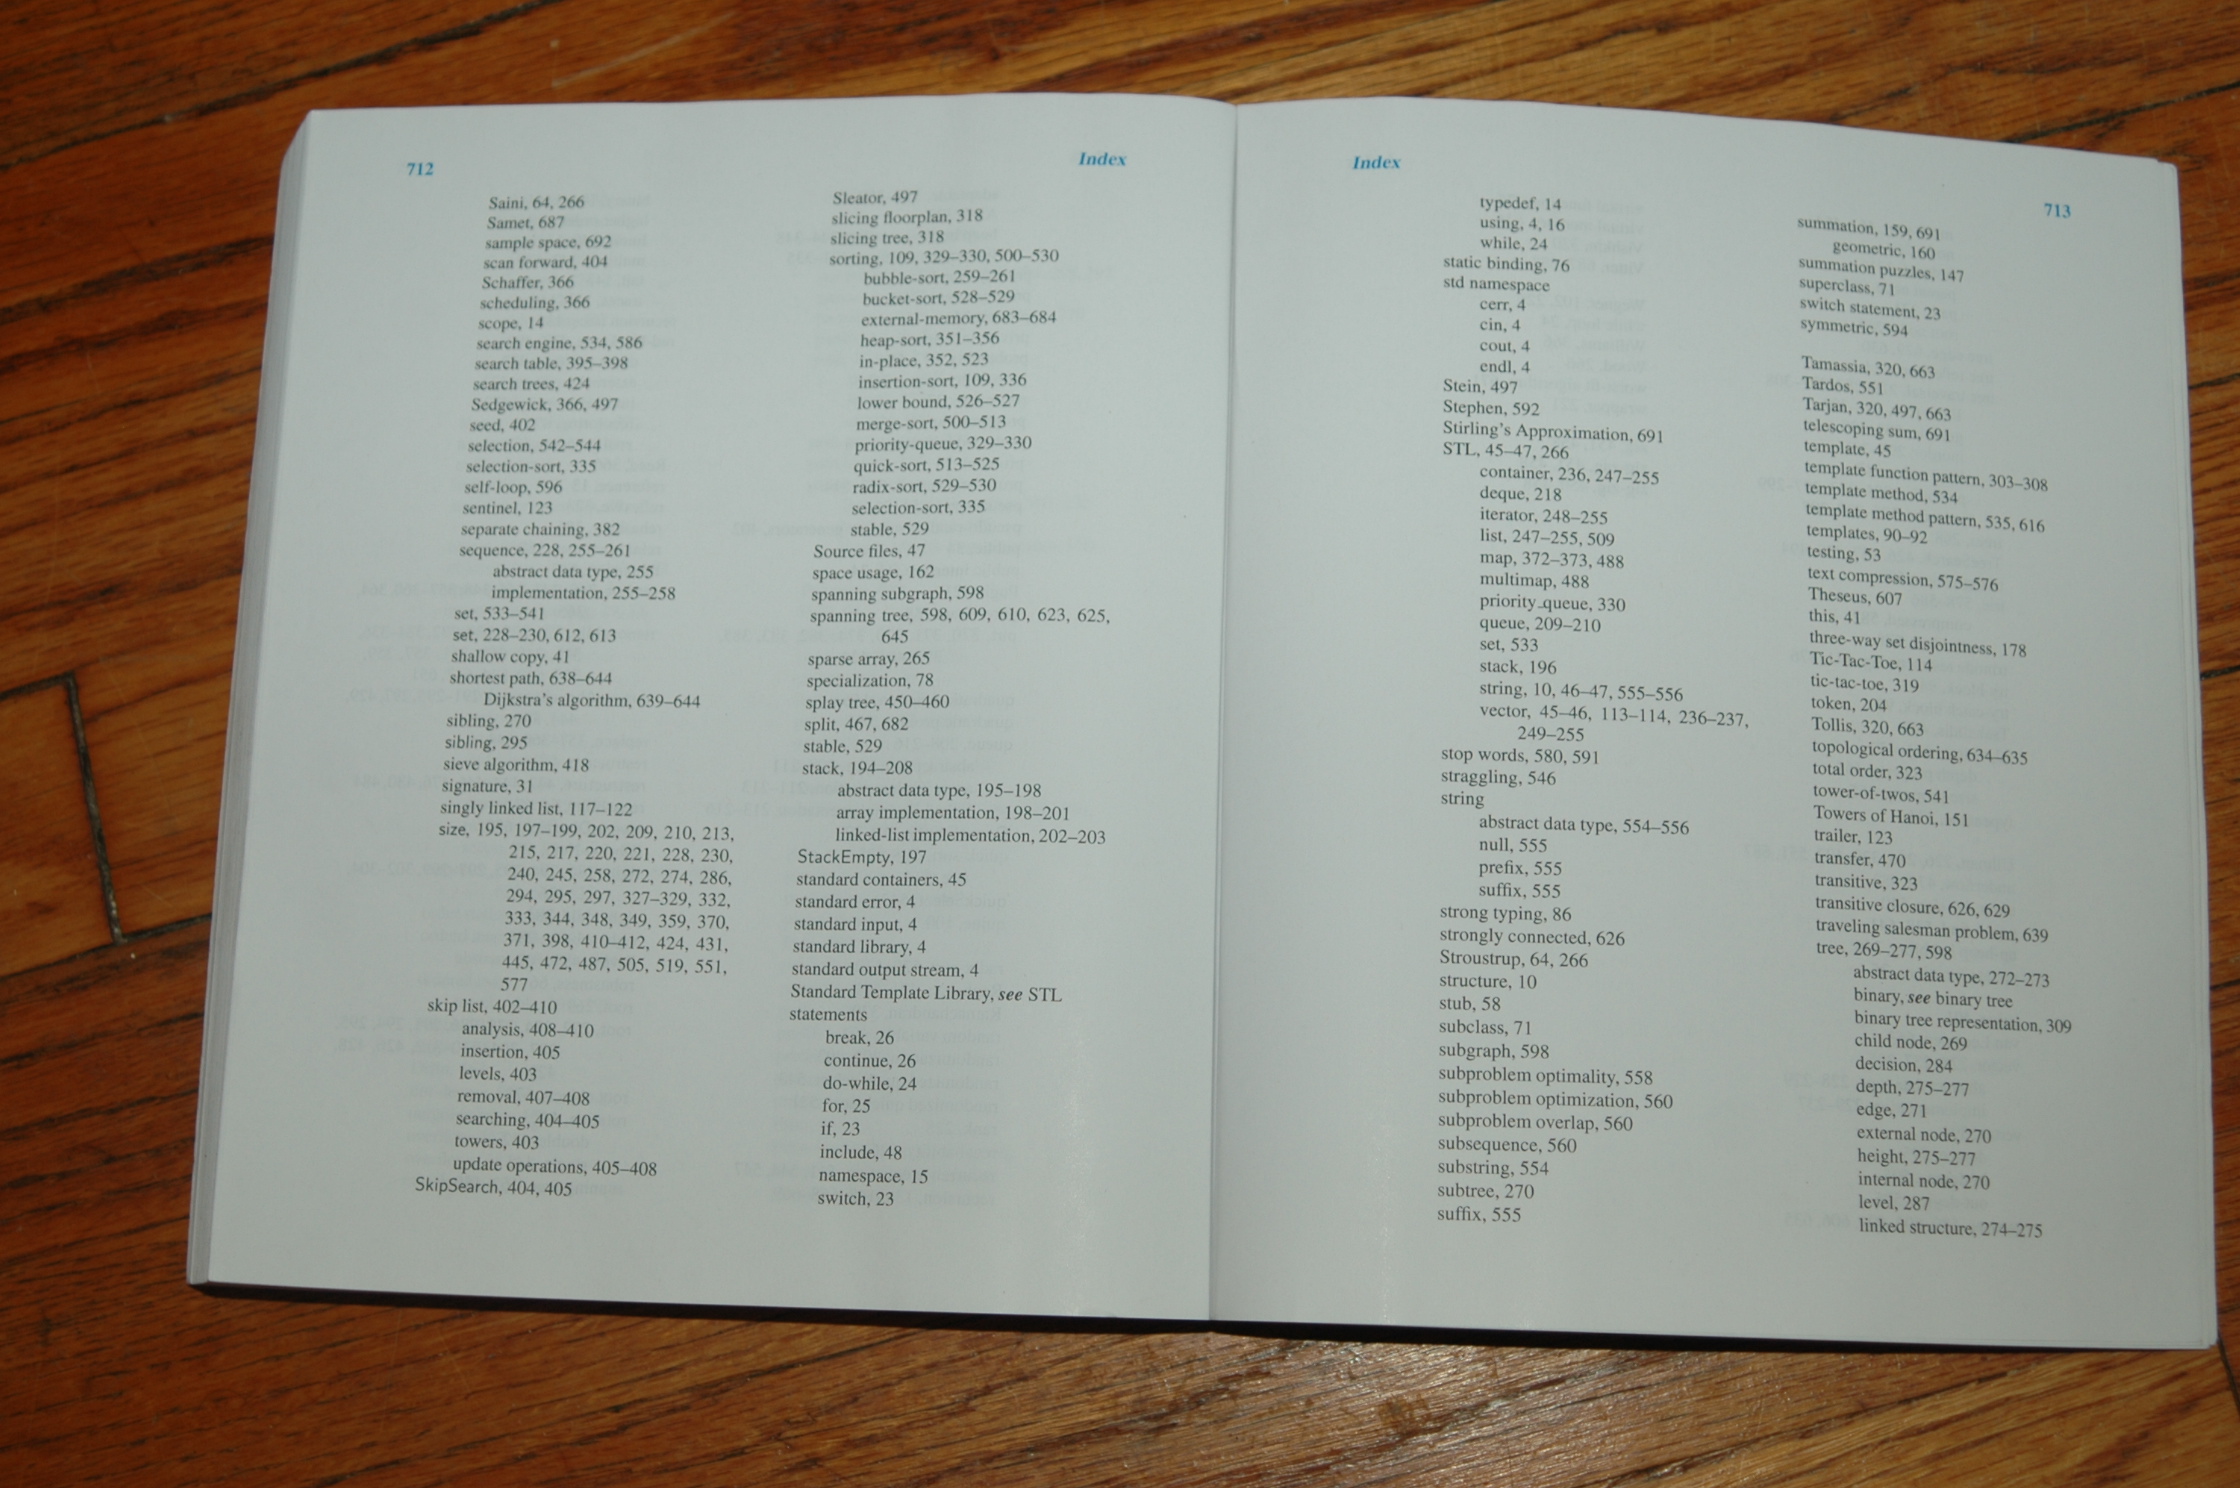 712
Index
Saini, 64, 266
Samet, 687
sample space, 692
scan forward, 404
Schaffer, 366
scheduling, 366
scope, 14
search engine, 534, 586
search table, 395–398
search trees, 424
Sedgewick, 366, 497
seed, 402
selection, 542–544
selection-sort, 335
self-loop, 596
sentinel, 123
separate chaining, 382
sequence, 228, 255–261
abstract data type, 255
implementation, 255–258
set, 533–541
set, 228–230, 612, 613
shallow copy, 41
shortest path, 638–644
Dijkstra's algorithm, 639–644
sibling, 270
sibling, 295
sieve algorithm, 418
signature, 31
singly linked list, 117–122
size, 195, 197–199, 202, 209, 210, 213,
215, 217, 220, 221, 228, 230,
240, 245, 258, 272, 274, 286,
294, 295, 297, 327–329, 332,
333, 344, 348, 349, 359, 370,
371, 398, 410–412, 424, 431,
445, 472, 487, 505, 519, 551,
577
skip list, 402–410
analysis, 408–410
insertion, 405
levels, 403
removal, 407–408
searching, 404–405
towers, 403
update operations, 405–408
SkipSearch, 404, 405
Sleator, 497
slicing floorplan, 318
slicing tree, 318
sorting, 109, 329–330, 500–530
bubble-sort, 259–261
bucket-sort, 528–529
external-memory, 683–684
heap-sort, 351–356
in-place, 352, 523
insertion-sort, 109, 336
lower bound, 526–527
merge-sort, 500–513
priority-queue, 329–330
quick-sort, 513–525
radix-sort, 529–530
selection-sort, 335
stable, 529
Source files, 47
space usage, 162
spanning subgraph, 598
spanning tree, 598, 609, 610, 623, 625,
645
sparse array, 265
specialization, 78
splay tree, 450–460
split, 467, 682
stable, 529
stack, 194–208
abstract data type, 195–198
array implementation, 198–201
linked-list implementation, 202–203
StackEmpty, 197
standard containers, 45
standard error, 4
standard input, 4
standard library, 4
standard output stream, 4
Standard Template Library, see STL
statements
break, 26
continue, 26
do-while, 24
for, 25
if, 23
include, 48
namespace, 15
switch, 23
Index
713
typedef, 14
using, 4, 16
while, 24
static binding, 76
std namespace
cerr, 4
cin, 4
cout, 4
endl, 4
Stein, 497
Stephen, 592
Stirling's Approximation, 691
STL, 45–47, 266
container, 236, 247–255
deque, 218
iterator, 248–255
list, 247–255, 509
map, 372–373, 488
multimap, 488
priority_queue, 330
queue, 209–210
set, 533
stack, 196
string, 10, 46–47, 555–556
vector, 45–46, 113–114, 236–237,
249–255
stop words, 580, 591
straggling, 546
string
abstract data type, 554–556
null, 555
prefix, 555
suffix, 555
strong typing, 86
strongly connected, 626
Stroustrup, 64, 266
structure, 10
stub, 58
subclass, 71
subgraph, 598
subproblem optimality, 558
subproblem optimization, 560
subproblem overlap, 560
subsequence, 560
substring, 554
subtree, 270
suffix, 555
summation, 159, 691
geometric, 160
summation puzzles, 147
superclass, 71
switch statement, 23
symmetric, 594
Tamassia, 320, 663
Tardos, 551
Tarjan, 320, 497, 663
telescoping sum, 691
template, 45
template function pattern, 303–308
template method, 534
template method pattern, 535, 616
templates, 90–92
testing, 53
text compression, 575–576
Theseus, 607
this, 41
three-way set disjointness, 178
Tic-Tac-Toe, 114
tic-tac-toe, 319
token, 204
Tollis, 320, 663
topological ordering, 634–635
total order, 323
tower-of-twos, 541
Towers of Hanoi, 151
trailer, 123
transfer, 470
transitive, 323
transitive closure, 626, 629
traveling salesman problem, 639
tree, 269–277, 598
abstract data type, 272–273
binary, see binary tree
binary tree representation, 309
child node, 269
decision, 284
depth, 275–277
edge, 271
external node, 270
height, 275–277
internal node, 270
level, 287
linked structure, 274–275